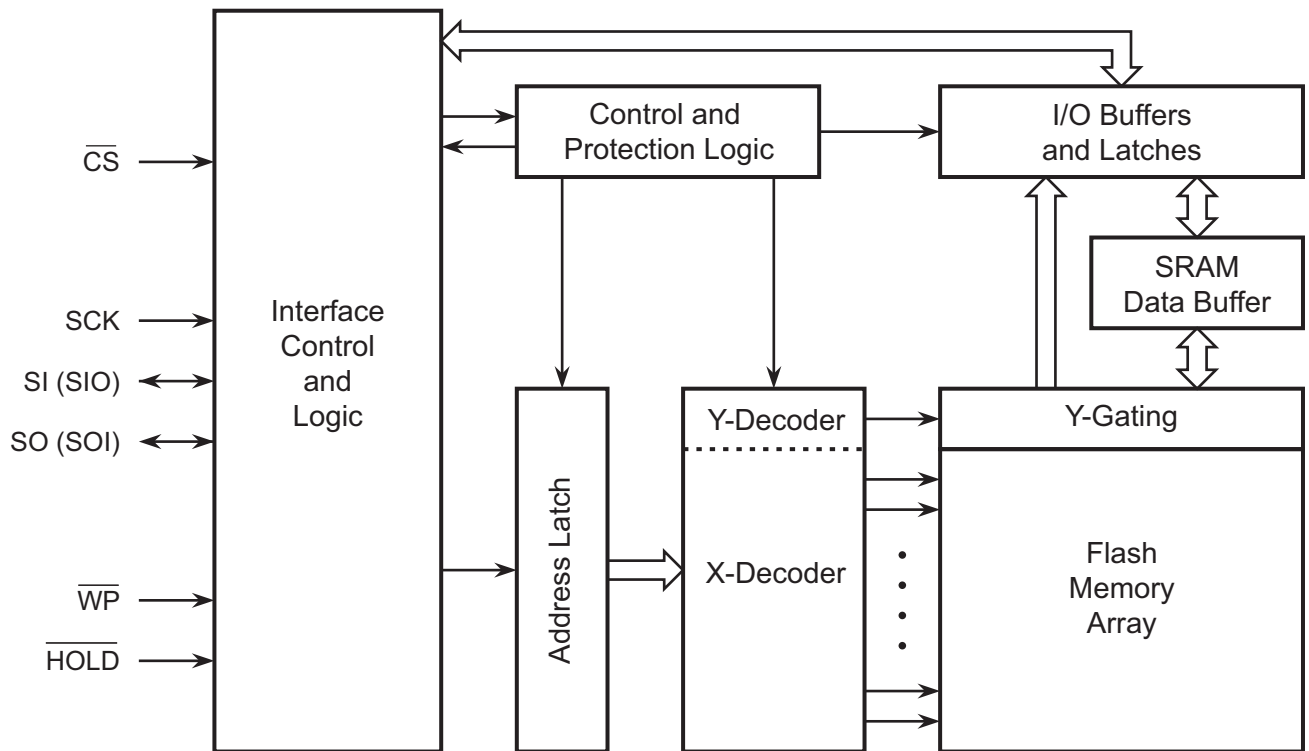 CS
SCK
SI (SIO)
SO (SOI)
WP
HOLD
Interface
Control
and
Logic
Control and
Protection Logic
I/O Buffers
and Latches
SRAM
Data Buffer
Address Latch
Y-Decoder
X-Decoder
Y-Gating
Flash
Memory
Array